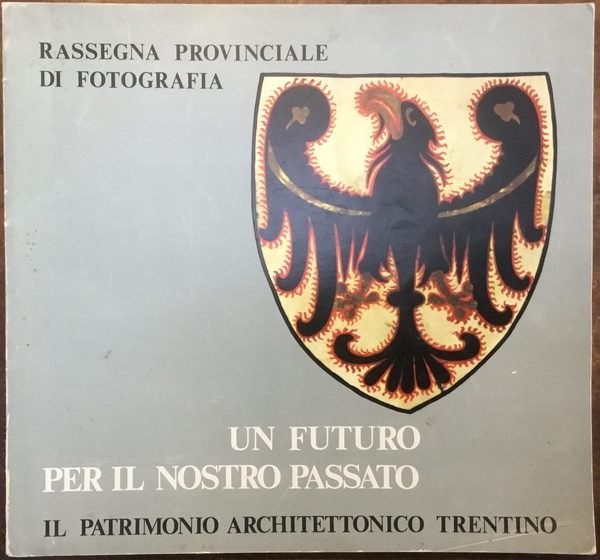 RASSEGNA PROVINCIALE
DI FOTOGRAFIA
UN FUTURO
PER IL NOSTRO PASSATO
IL PATRIMONIO ARCHITETTONICO TRENTINO